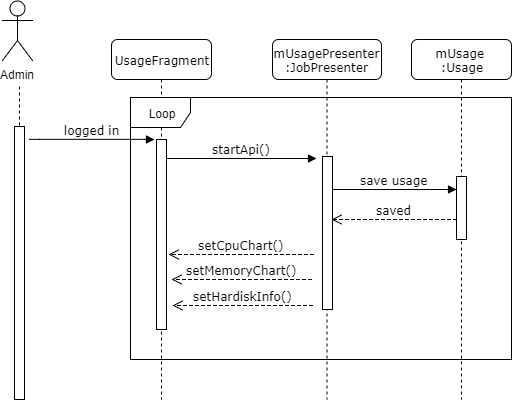 Admin
UsageFragment
mUsagePresenter
:JobPresenter
mUsage
:Usage
Loop
logged in
startApi()
save usage
saved
setCpuChart()
setMemoryChart()
setHardiskInfo()